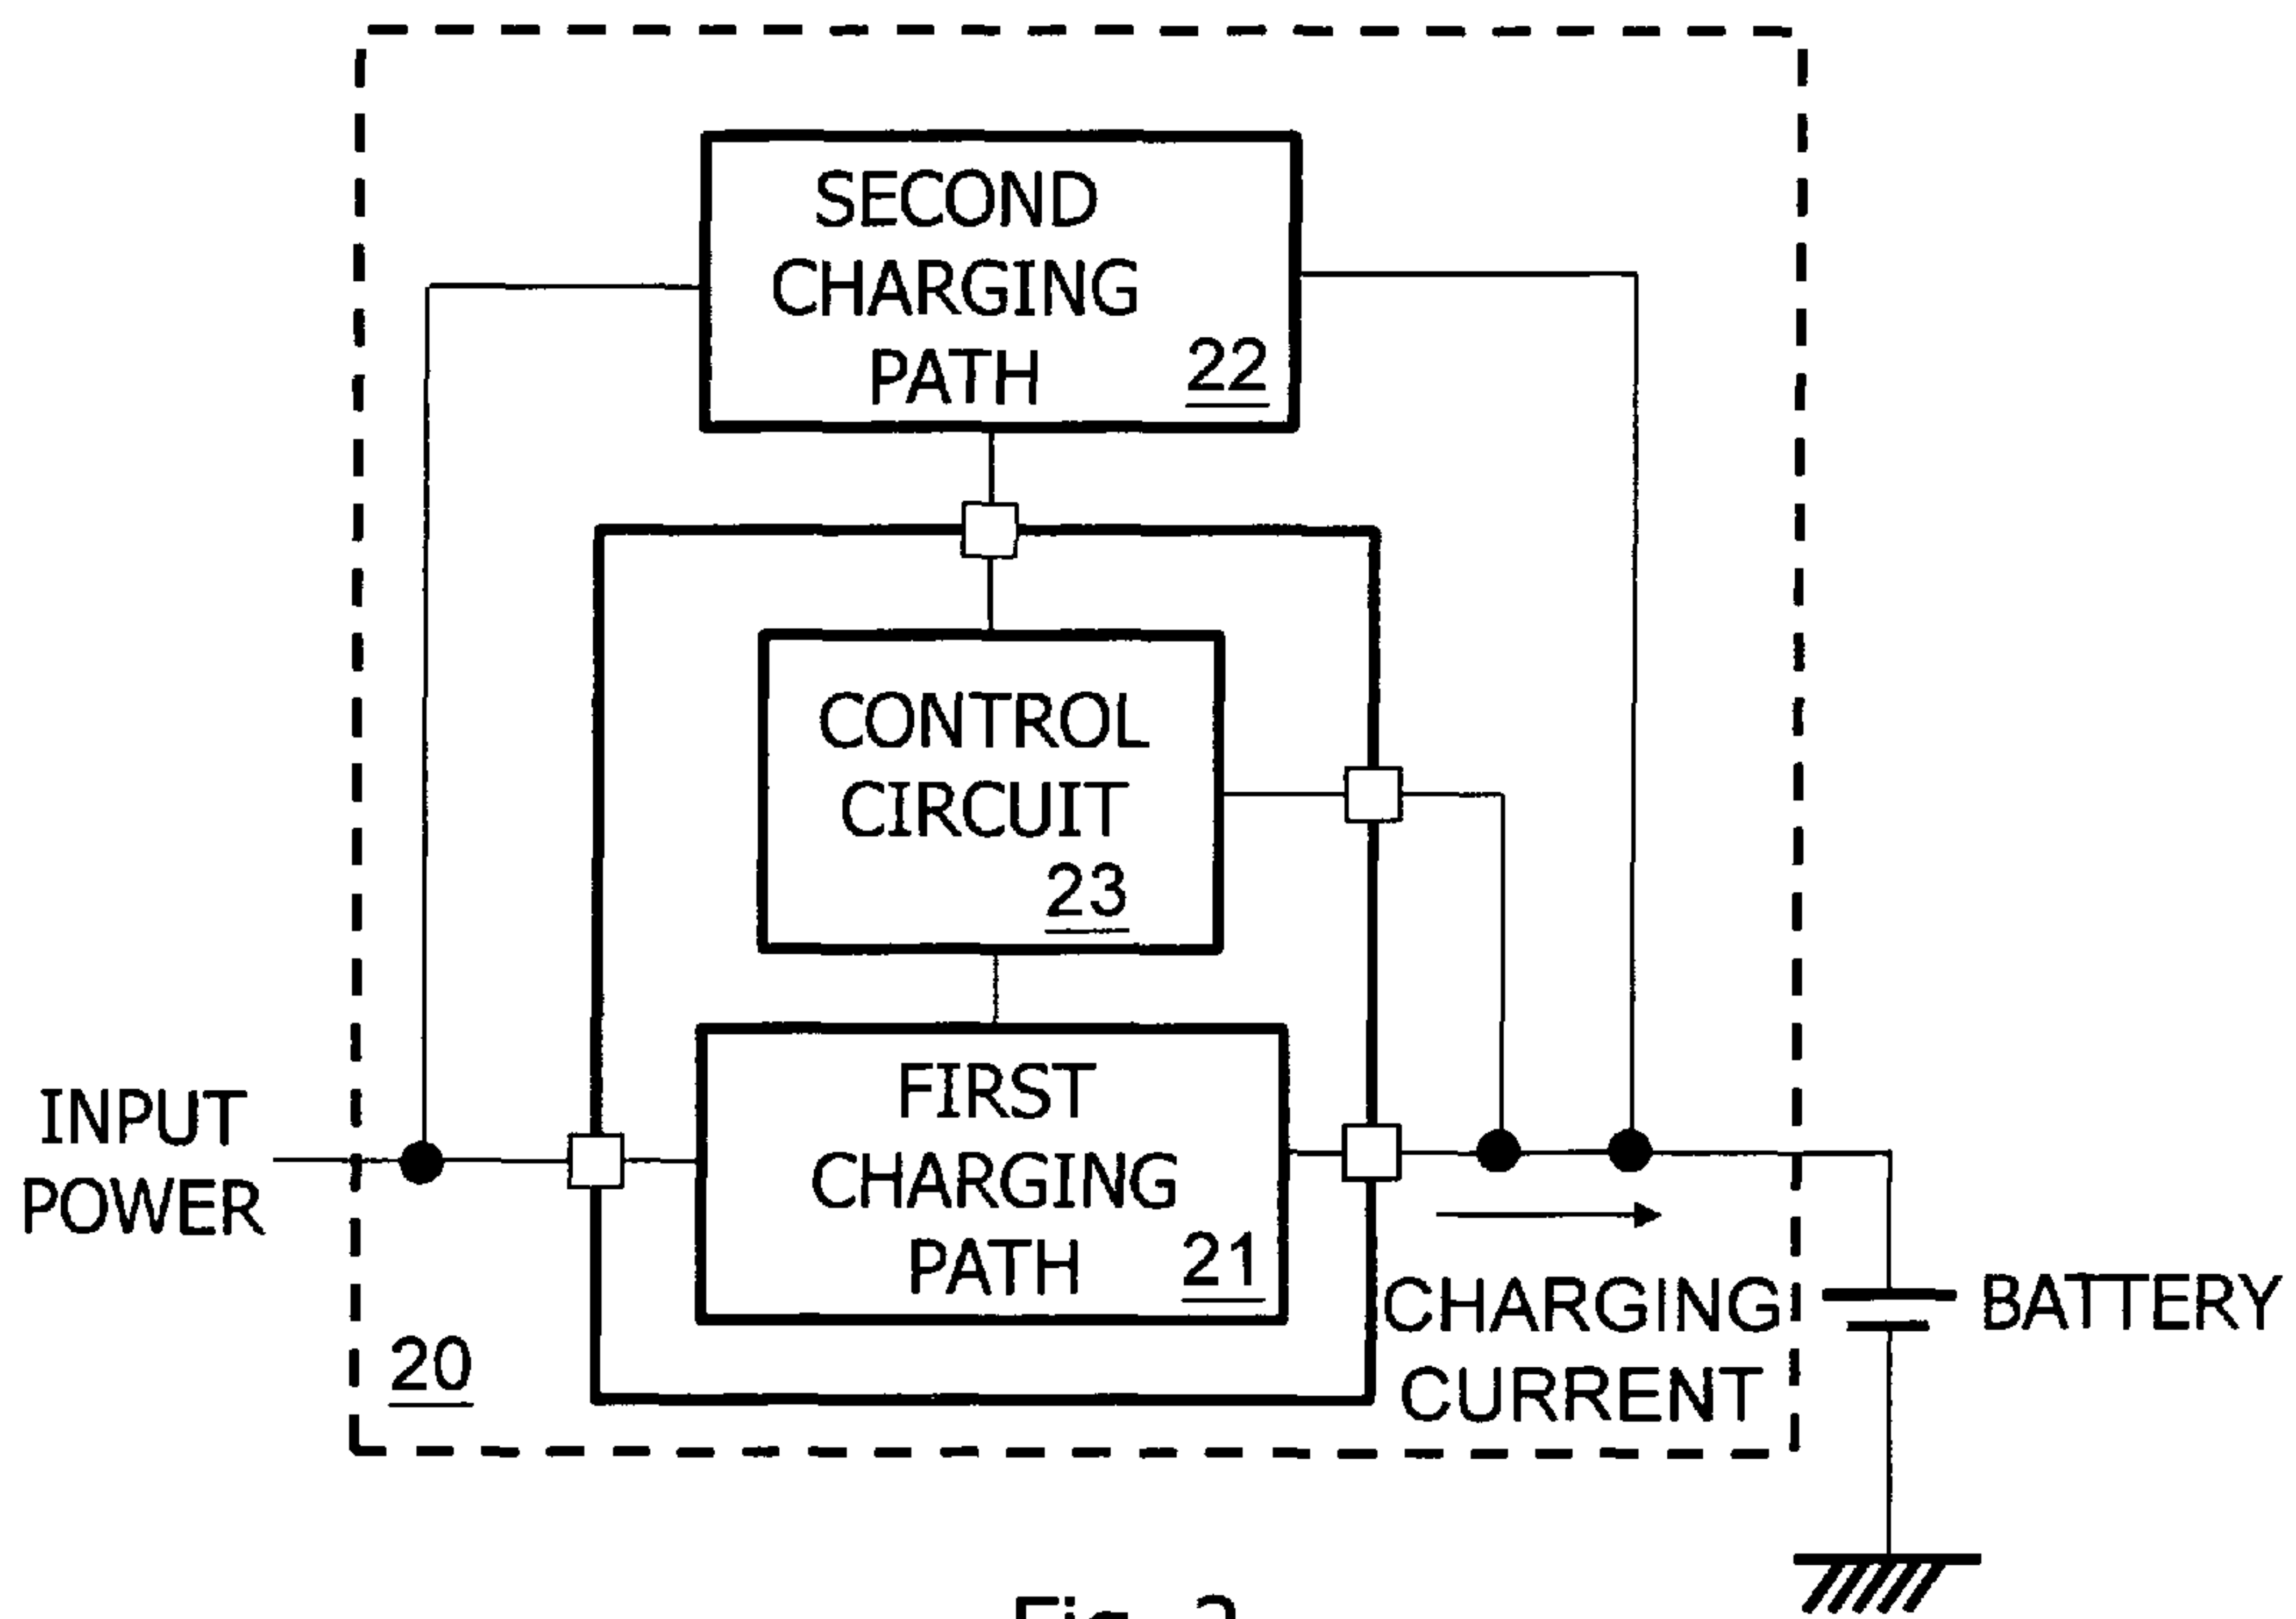 SECOND
CHARGING
PATH 22
CONTROL
CIRCUIT
23
FIRST
CHARGING
PATH 21
INPUT
POWER
20
CHARGING
CURRENT
BATTERY